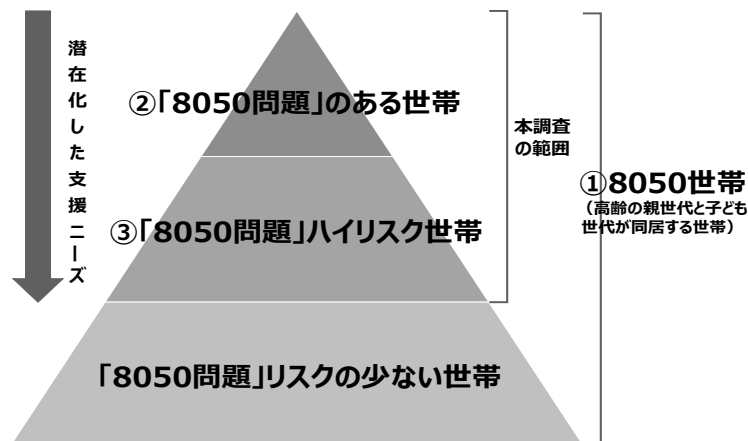 潜在化した支援ニーズ
②「8050問題」のある世帯
本調査
の範囲
①8050世帯
（高齢の親世代と子ども
世代が同居する世帯）
③「8050問題」ハイリスク世帯
「8050問題」リスクの少ない世帯